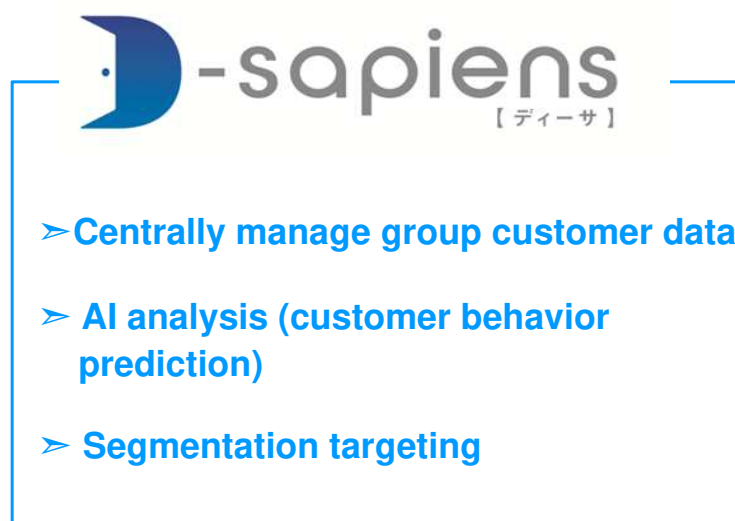 D-sapiens
【ディーサ】
➣Centrally manage group customer data
➣ AI analysis (customer behavior
prediction)
➣ Segmentation targeting